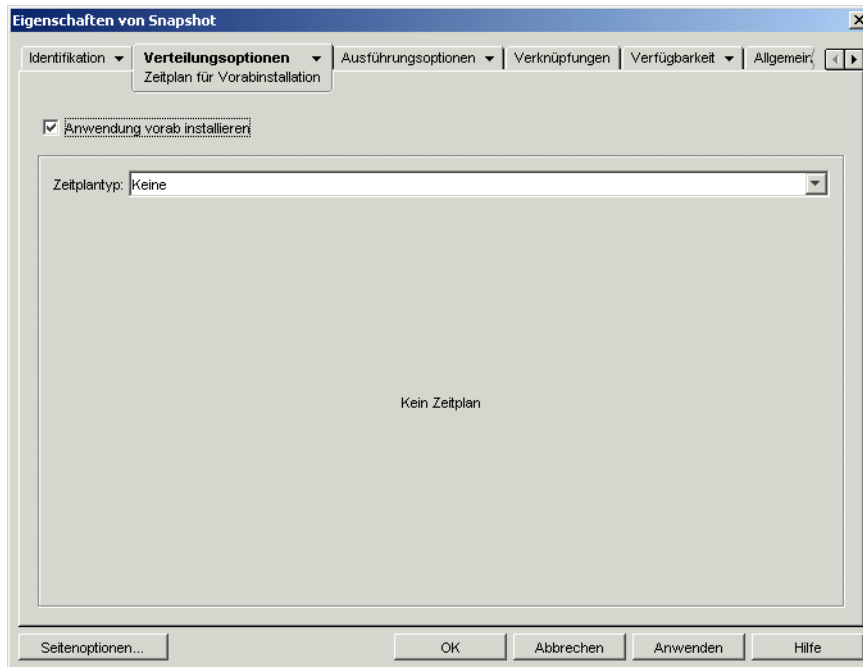 Eigenschaften von Snapshot
Identifikation Verteilungsoptionen Ausführungsoptionen Verknüpfungen Verfügbarkeit Allgemein
Zeitplan für Vorabinstallation
Anwendung vorab installieren
Zeitplantyp: Keine
Kein Zeitplan
Seitenoptionen... OK Abbrechen Anwenden Hilfe